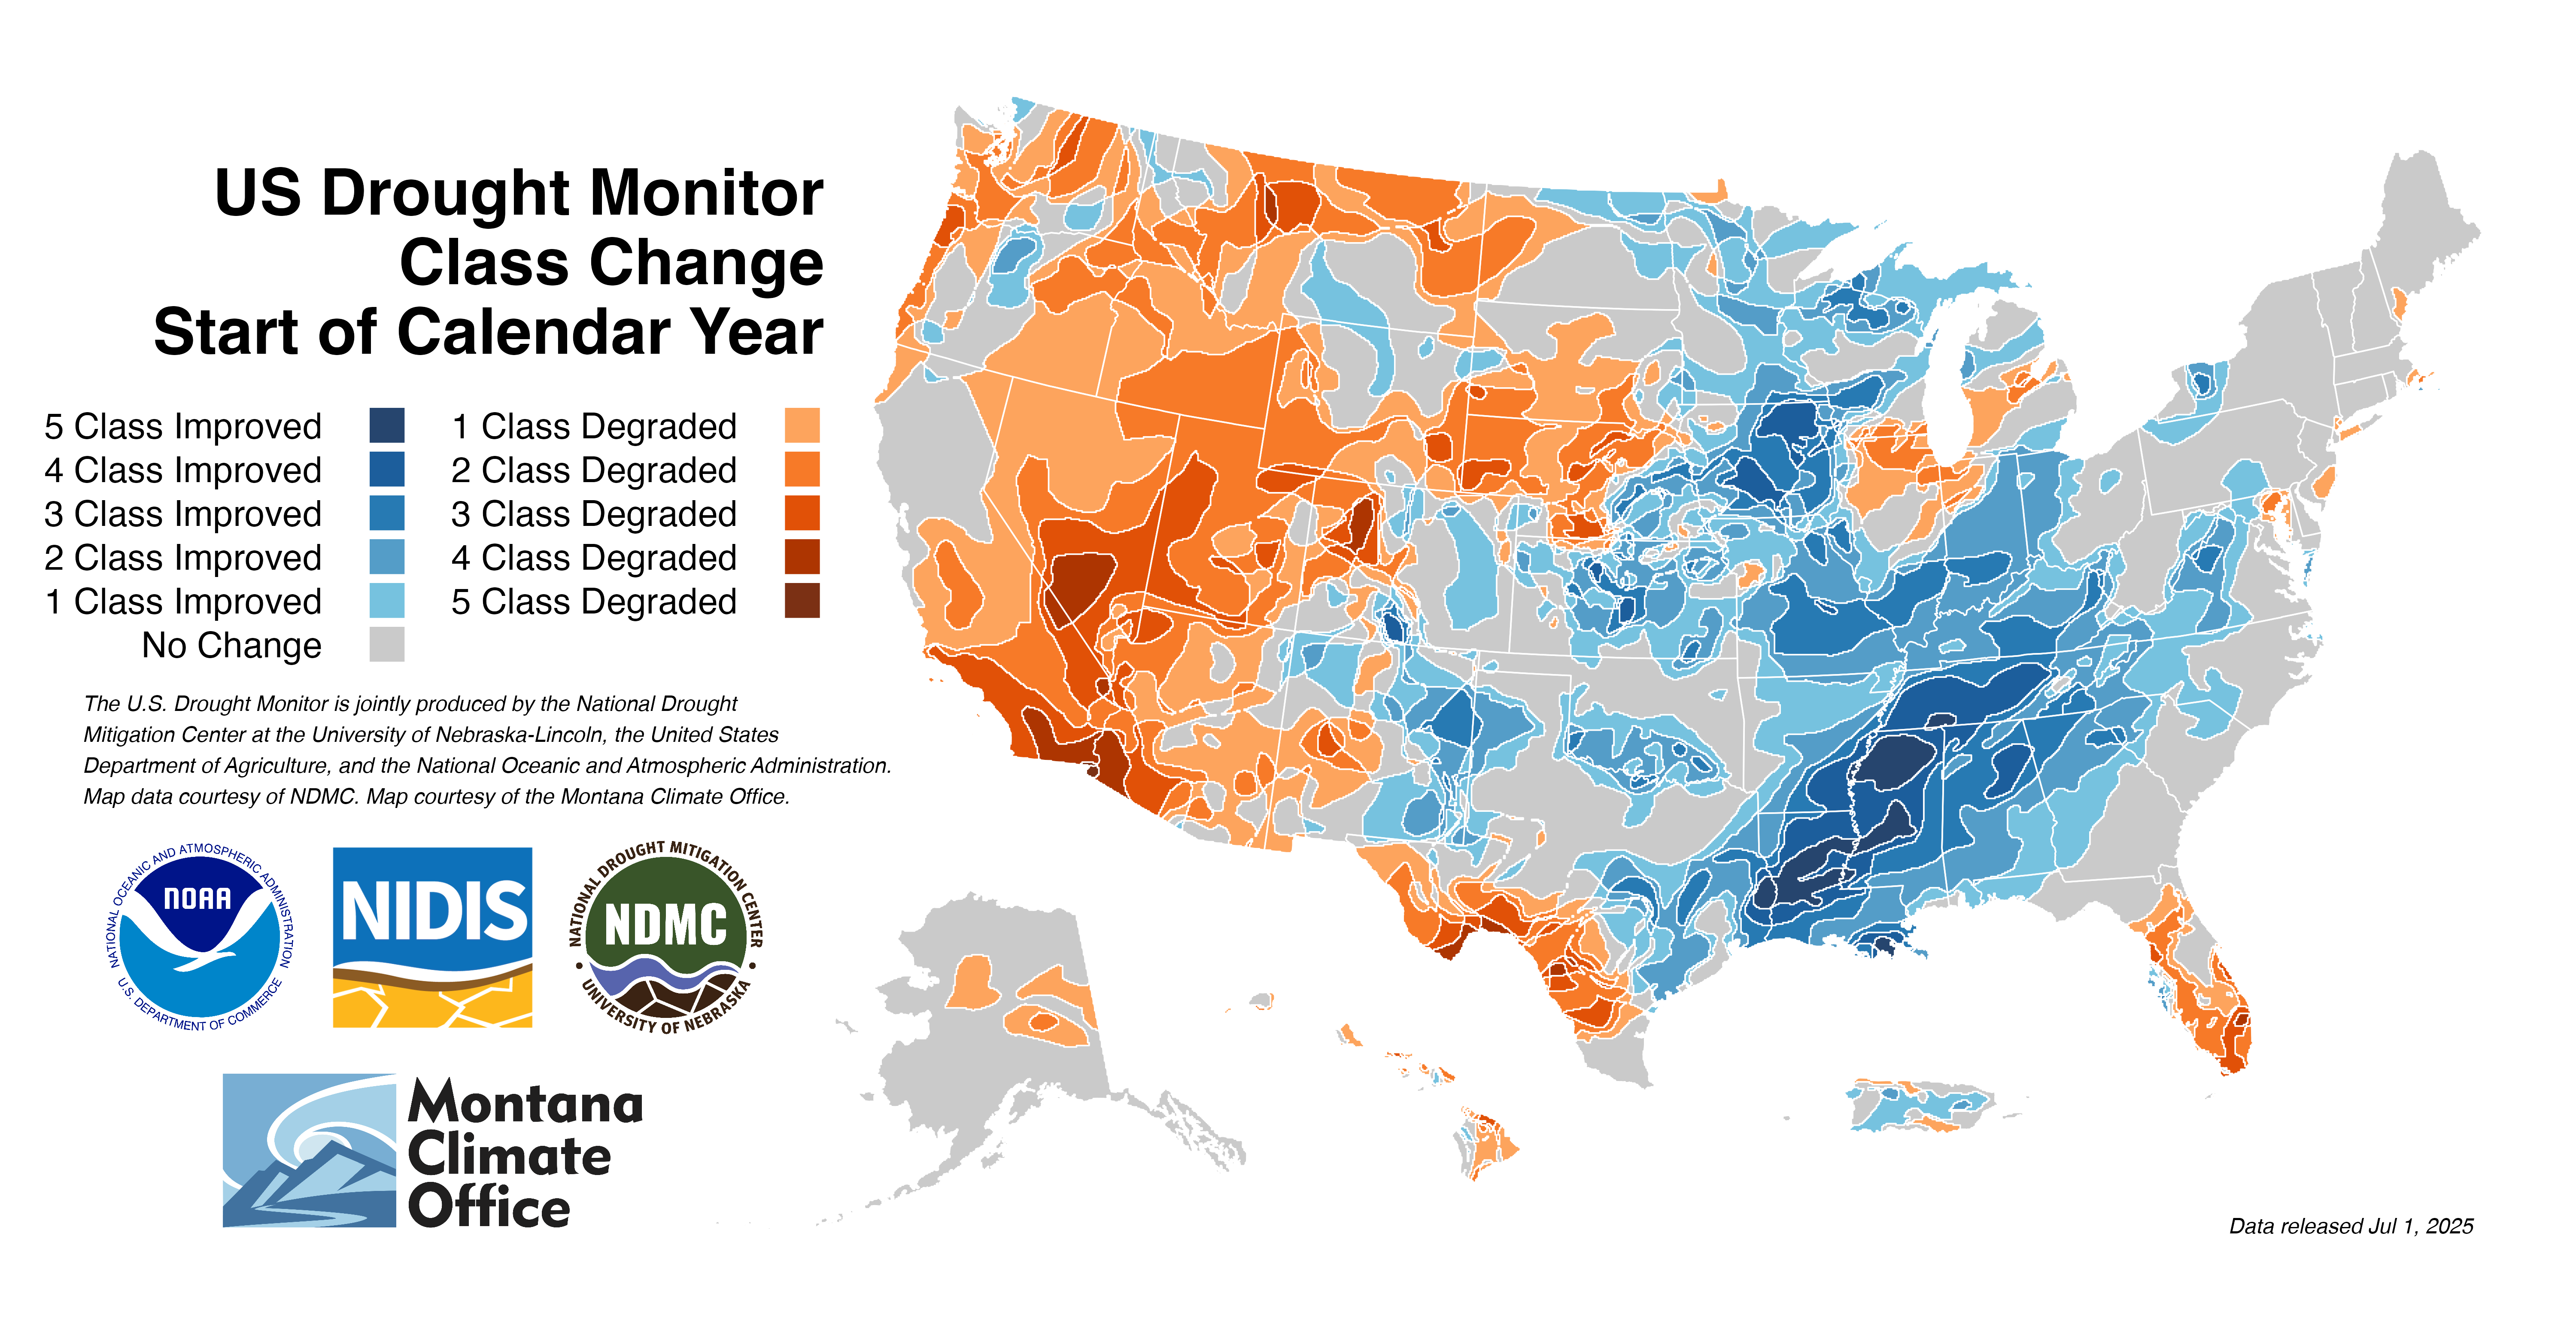 US Drought Monitor
Class Change
Start of Calendar Year
5 Class Improved
4 Class Improved
3 Class Improved
2 Class Improved
1 Class Improved
No Change
1 Class Degraded
2 Class Degraded
3 Class Degraded
4 Class Degraded
5 Class Degraded
The U.S. Drought Monitor is jointly produced by the National Drought
Mitigation Center at the University of Nebraska-Lincoln, the United States
Department of Agriculture, and the National Oceanic and Atmospheric Administration.
Map data courtesy of NDMC. Map courtesy of the Montana Climate Office.
NATIONAL OCEANIC AND ATMOSPHERIC ADMINISTRATION
NOAA
U.S. DEPARTMENT OF COMMERCE
NIDIS
NATIONAL DROUGHT MITIGATION CENTER
NDMC
UNIVERSITY OF NEBRASKA
Montana
Climate
Office
Data released Jul 1, 2025